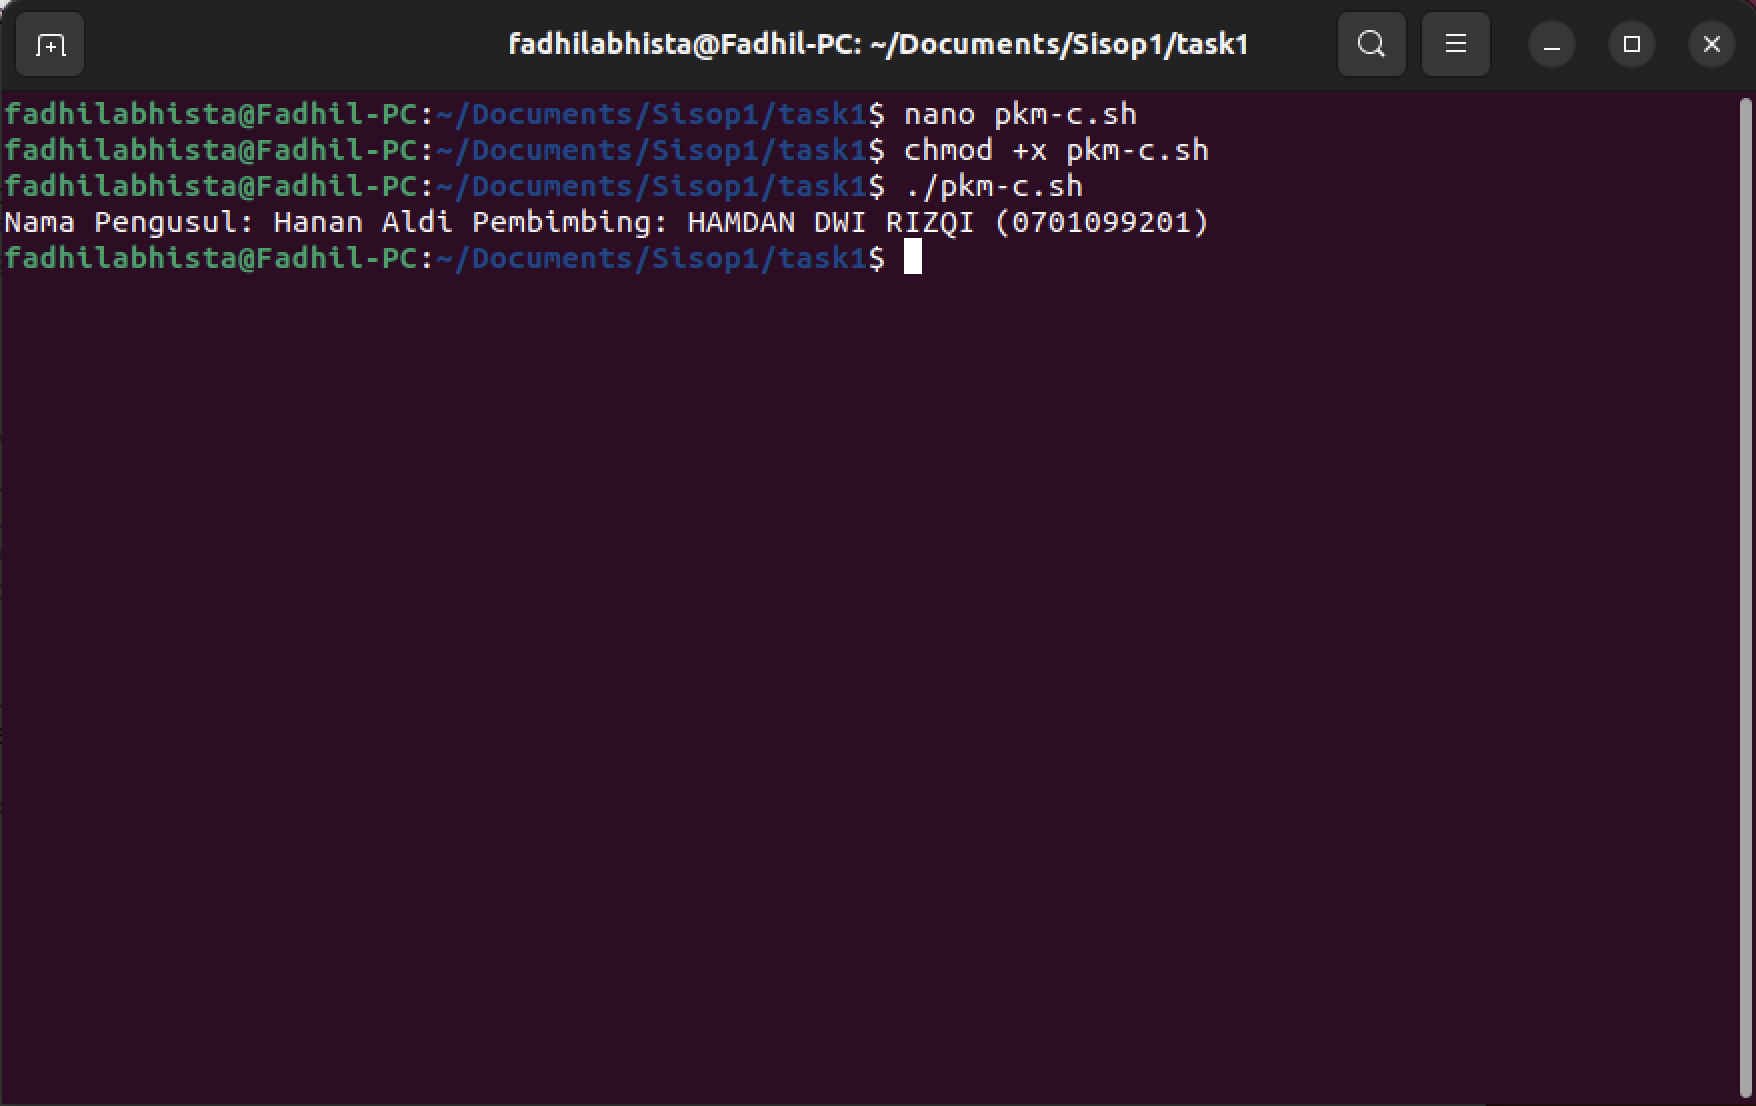 fadhilabhista@Fadhil-PC: ~/Documents/Sisop1/task1
fadhilabhista@Fadhil-PC:~/Documents/Sisop1/task1$ nano pkm-c.sh
fadhilabhista@Fadhil-PC:~/Documents/Sisop1/task1$ chmod +x pkm-c.sh
fadhilabhista@Fadhil-PC:~/Documents/Sisop1/task1$ ./pkm-c.sh
Nama Pengusul: Hanan Aldi Pembimbing: HAMDAN DWI RIZQI (0701099201)
fadhilabhista@Fadhil-PC:~/Documents/Sisop1/task1$